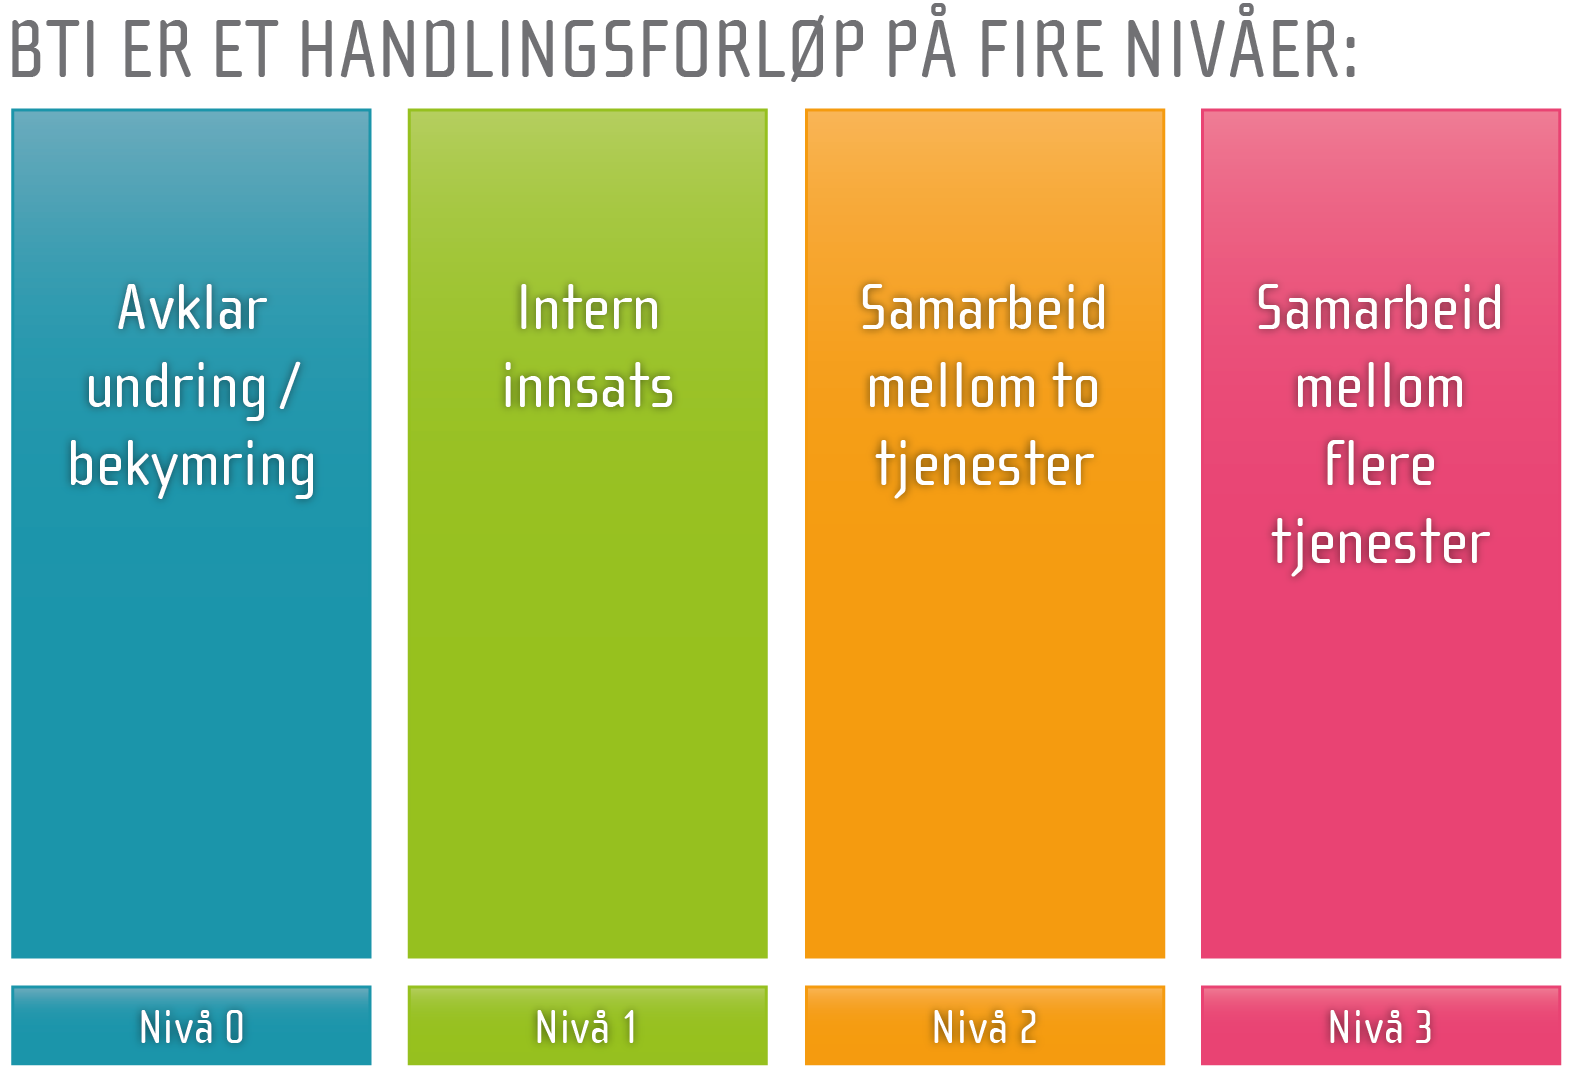 BTI ER ET HANDLINGSFORLØP PÅ FIRE NIVÅER:
Avklar
undring /
bekymring
Intern
innsats
Samarbeid
mellom to
tjenester
Samarbeid
mellom
flere
tjenester
Nivå 0
Nivå 1
Nivå 2
Nivå 3